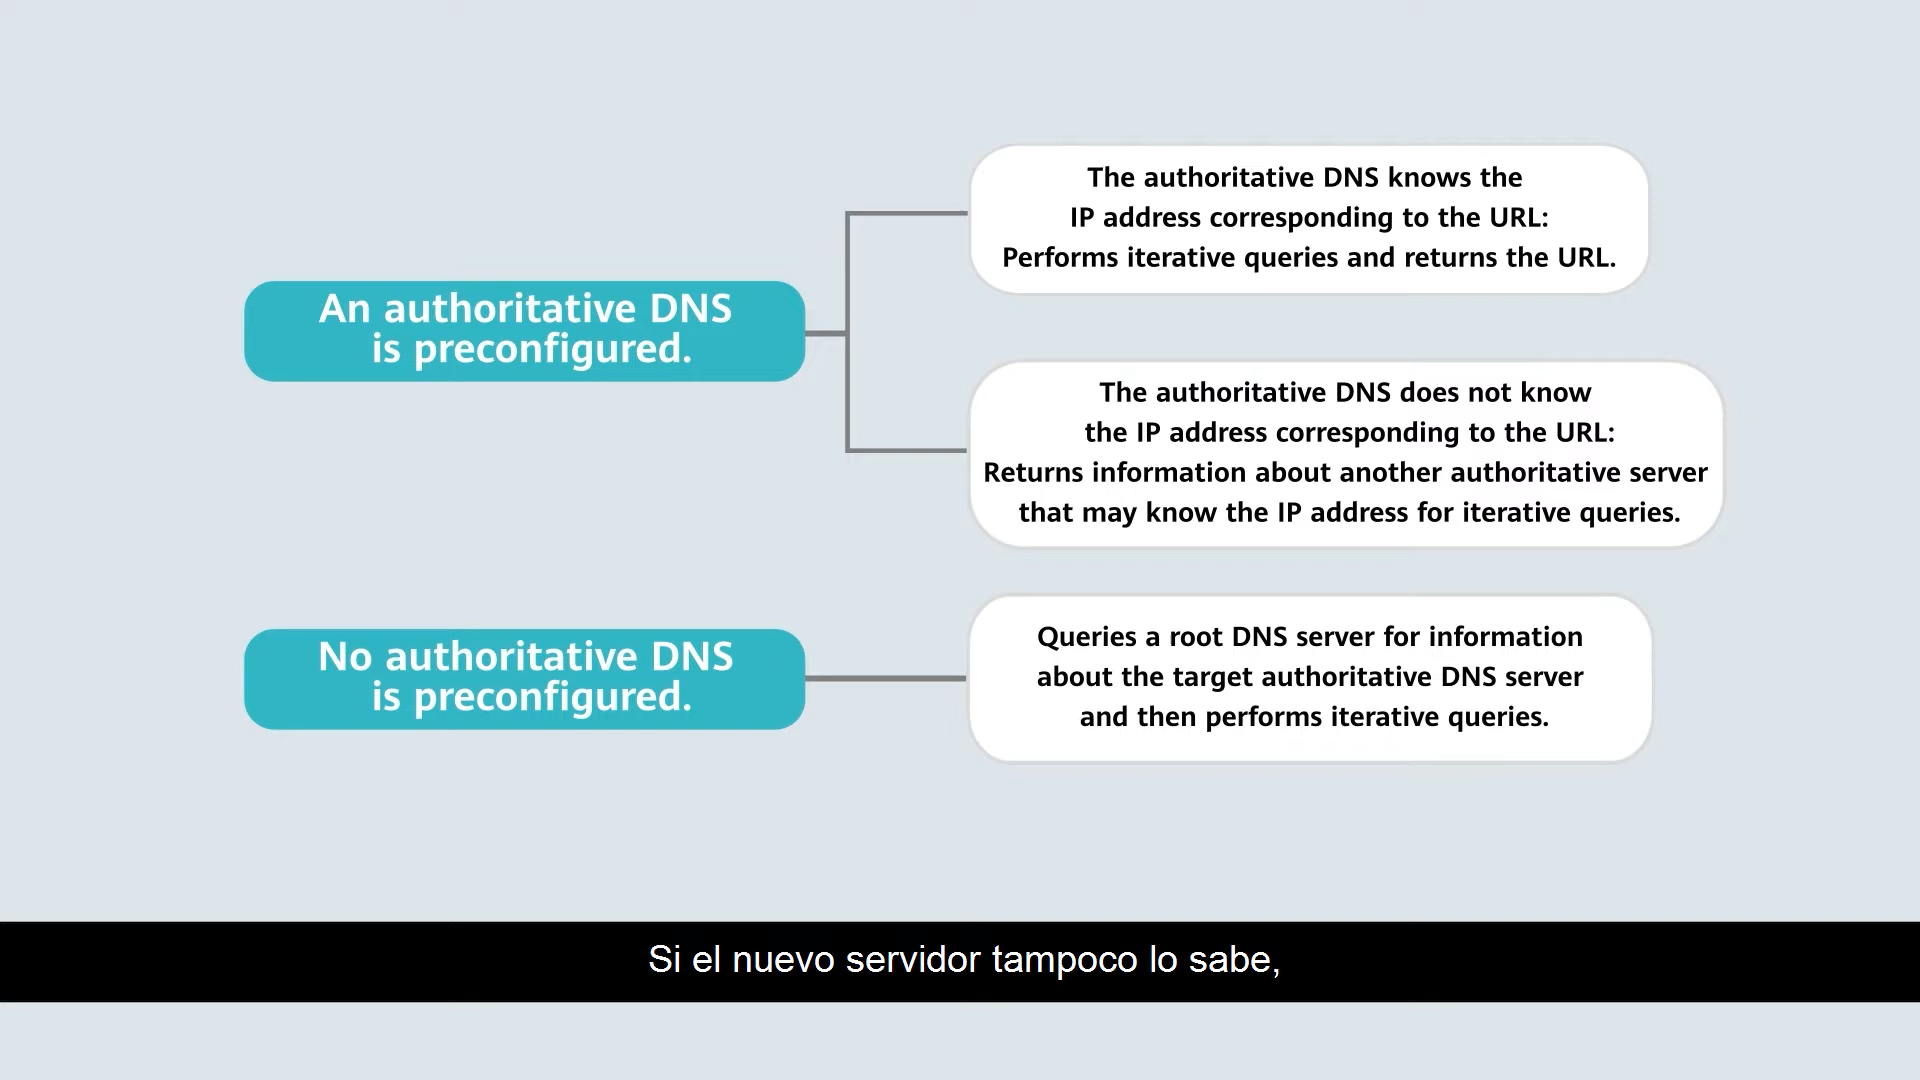 An authoritative DNS
is preconfigured.
The authoritative DNS knows the
IP address corresponding to the URL:
Performs iterative queries and returns the URL.
The authoritative DNS does not know
the IP address corresponding to the URL:
Returns information about another authoritative server
that may know the IP address for iterative queries.
No authoritative DNS
is preconfigured.
Queries a root DNS server for information
about the target authoritative DNS server
and then performs iterative queries.
Si el nuevo servidor tampoco lo sabe,